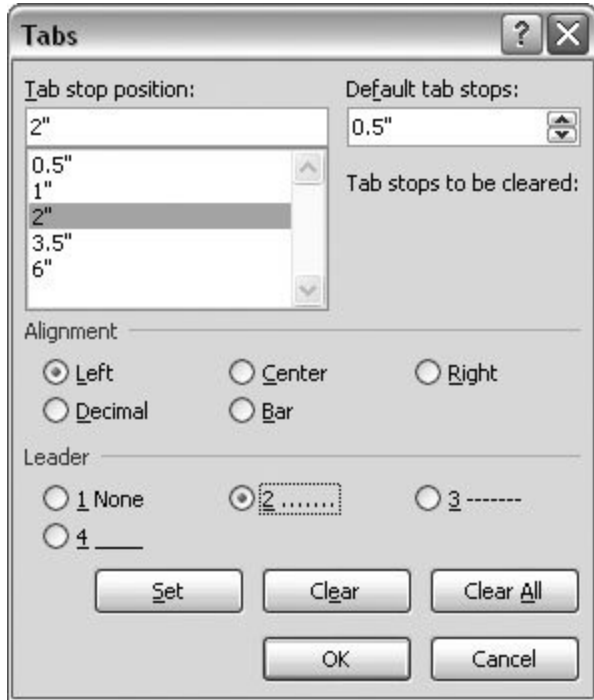 Tabs
Tab stop position:
Default tab stops:
2"
0.5"
0.5"
1"
2"
3.5"
6"
Tab stops to be cleared:
Alignment
Left Center Right
Decimal Bar
Leader
1 None 2 ....... 3 -------
4 ____
Set Clear Clear All
OK Cancel